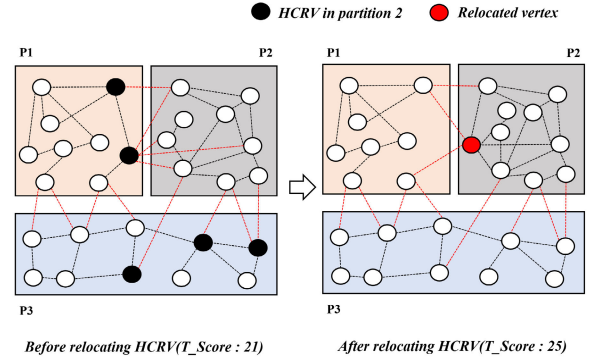 HCRV in partition 2 Relocated vertex
P1 P2 P1 P2
P3 P3
Before relocating HCRV(T_Score : 21) After relocating HCRV(T_Score : 25)